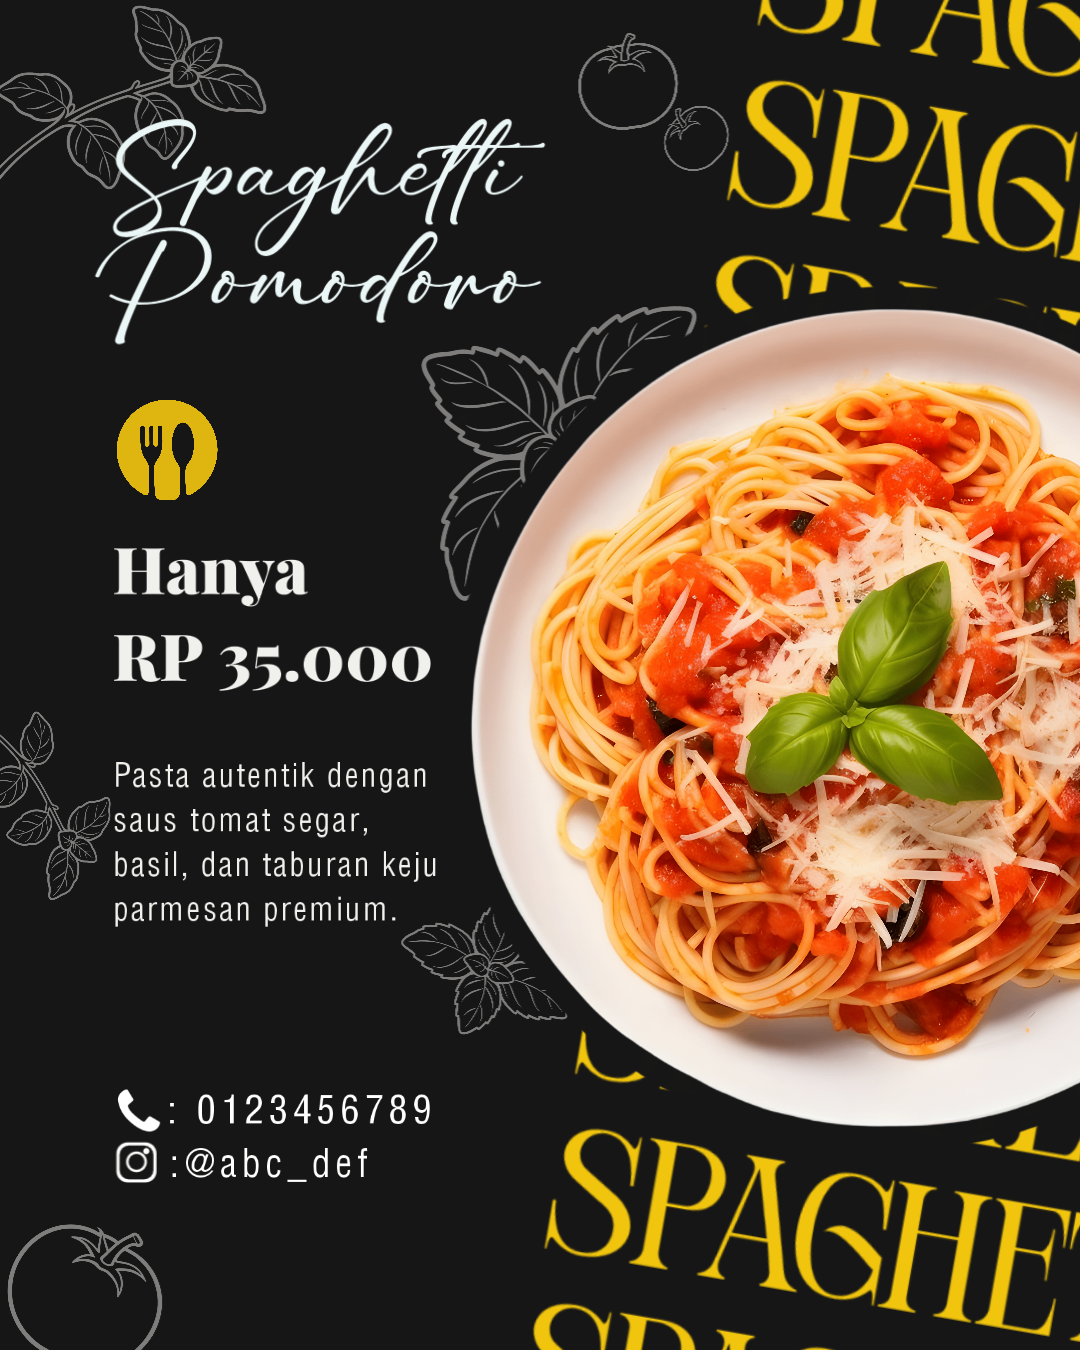 SPAG
SPAGH
Spaghetti
Pomodoro
Hanya
RP 35.000
Pasta autentik dengan
saus tomat segar,
basil, dan taburan keju
parmesan premium.
: 0123456789
:@abc_def
SPAGHET